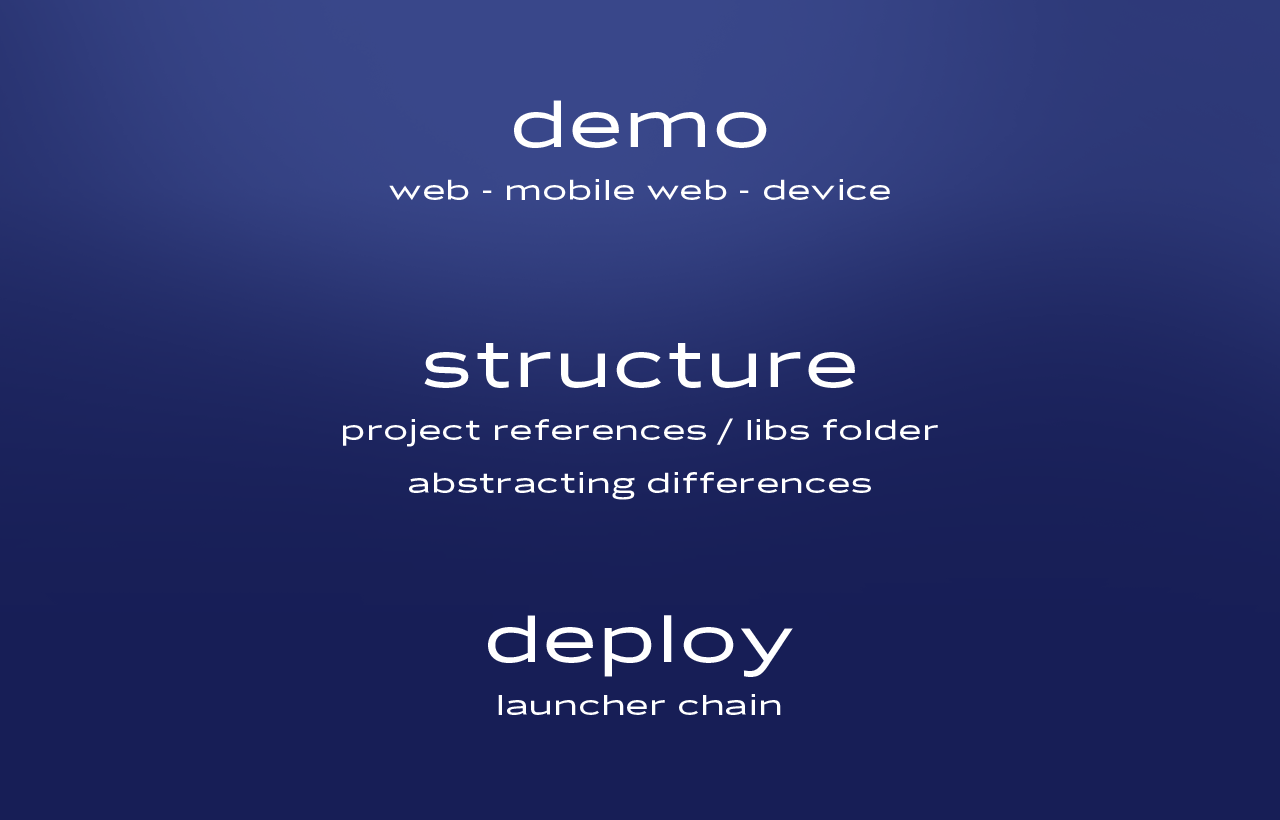 demo
web - mobile web - device
structure
project references / libs folder
abstracting differences
deploy
launcher chain